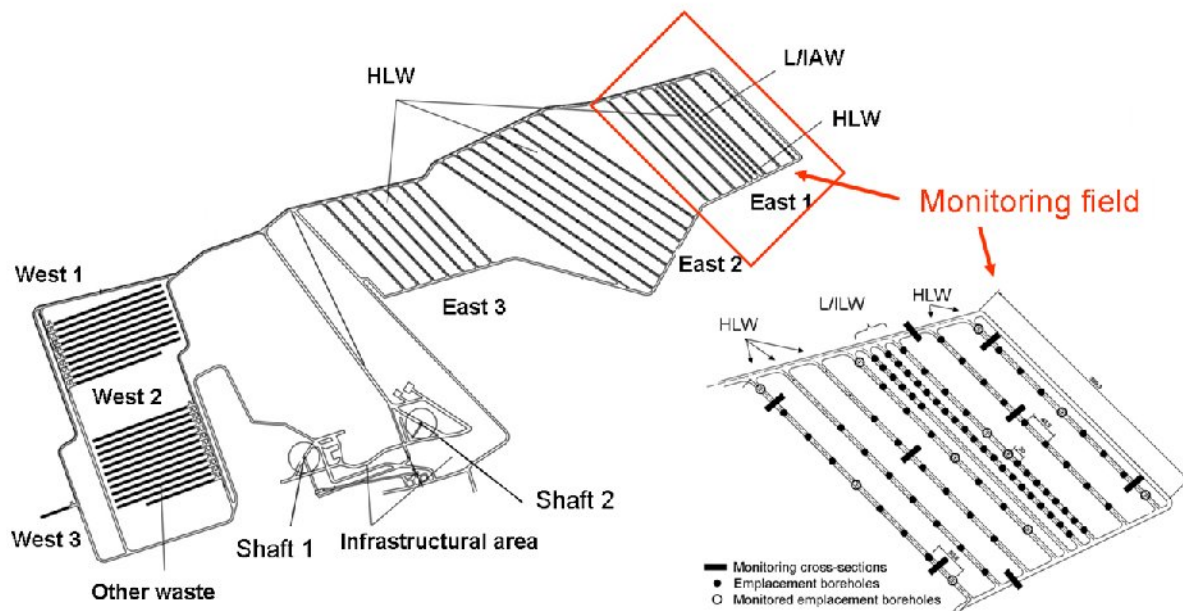 HLW
L/IAW
HLW
East 1
Monitoring field
East 2
East 3
West 1
West 2
West 3
Other waste
Shaft 1
Infrastructural area
Shaft 2
HLW
L/ILW
HLW
Monitoring cross-sections
Emplacement boreholes
Monitored emplacement boreholes